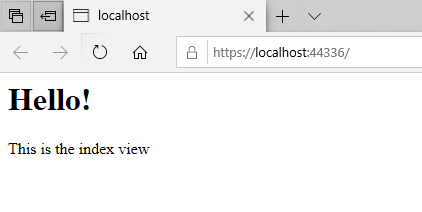 localhost
https://localhost:44336/
Hello!
This is the index view